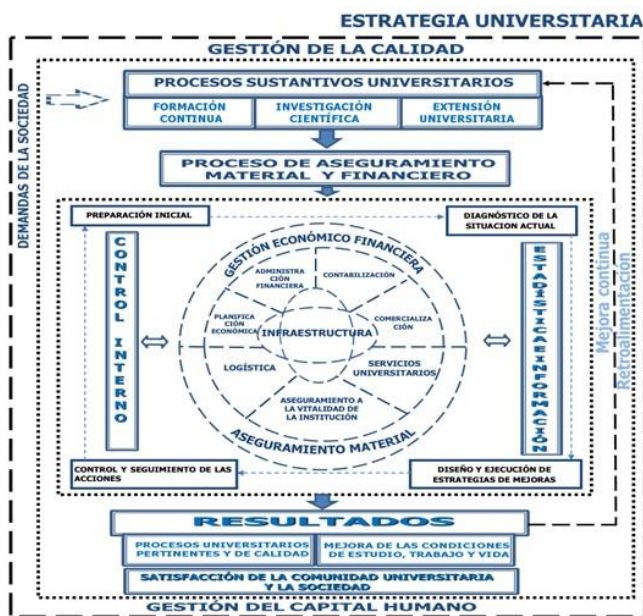 ESTRATEGIA UNIVERSITARIA
GESTIÓN DE LA CALIDAD
DEMANDAS DE LA SOCIEDAD
PROCESOS SUSTANTIVOS UNIVERSITARIOS
FORMACIÓN
CONTINUA
INVESTIGACIÓN
CIENTÍFICA
EXTENSIÓN
UNIVERSITARIA
PROCESO DE ASEGURAMIENTO
MATERIAL Y FINANCIERO
PREPARACIÓN INICIAL
DIAGNÓSTICO DE LA
SITUACION ACTUAL
CONTROL INTERNO
GESTIÓN ECONÓMICO FINANCIERA
ADMINISTRA
CIÓN
FINANCIERA
CONTABILIZACIÓN
PLANIFICA
CIÓN
ECONÓMICA
INFRAESTRUCTURA
COMERCIALIZA
CIÓN
LOGÍSTICA
SERVICIOS
UNIVERSITARIOS
ASEGURAMIENTO A
LA VITALIDAD DE
LA INSTITUCIÓN
ASEGURAMIENTO MATERIAL
ESTADÍSTICA E INFORMACIÓN
Mejora continua
Retroalimentación
CONTROL Y SEGUIMIENTO DE LAS
ACCIONES
DISEÑO Y EJECUCIÓN DE
ESTRATEGIAS DE MEJORAS
RESULTADOS
PROCESOS UNIVERSITARIOS
PERTINENTES Y DE CALIDAD
MEJORA DE LAS CONDICIONES
DE ESTUDIO, TRABAJO Y VIDA
SATISFACCIÓN DE LA COMUNIDAD UNIVERSITARIA
Y LA SOCIEDAD
GESTIÓN DEL CAPITAL HUMANO